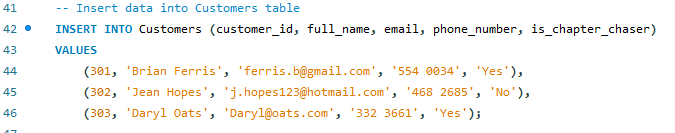 41 -- Insert data into Customers table
42 INSERT INTO Customers (customer_id, full_name, email, phone_number, is_chapter_chaser)
43 VALUES
44 (301, 'Brian Ferris', 'ferris.b@gmail.com', '554 0034', 'Yes'),
45 (302, 'Jean Hopes', 'j.hopes123@hotmail.com', '468 2685', 'No'),
46 (303, 'Daryl Oats', 'Daryl@oats.com', '332 3661', 'Yes');